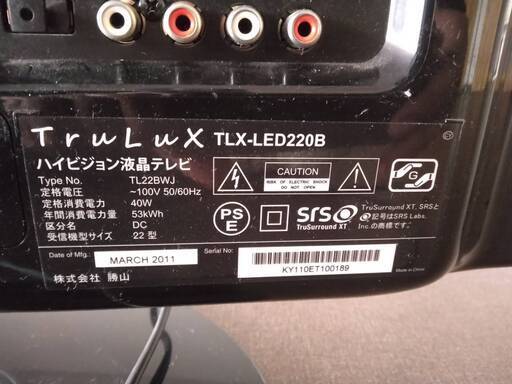 TruLuX TLX-LED220B
ハイビジョン液晶テレビ
Type No. TL22BWJ
定格電圧 ~100V 50/60Hz
定格消費電力 40W
年間消費電力量 53kWh
区分名 DC
受信機型サイズ 22 型
CAUTION
RISK OF ELECTRIC SHOCK
DO NOT OPEN
G
PS
E
SRS
TruSurround XT
TruSurround XT, SRSと
記号はSRS Labs,
Inc.の商標です。
Date of Mfg.: MARCH 2011
Serial No.:
KY110ET100189
株式会社 勝山
Made in China